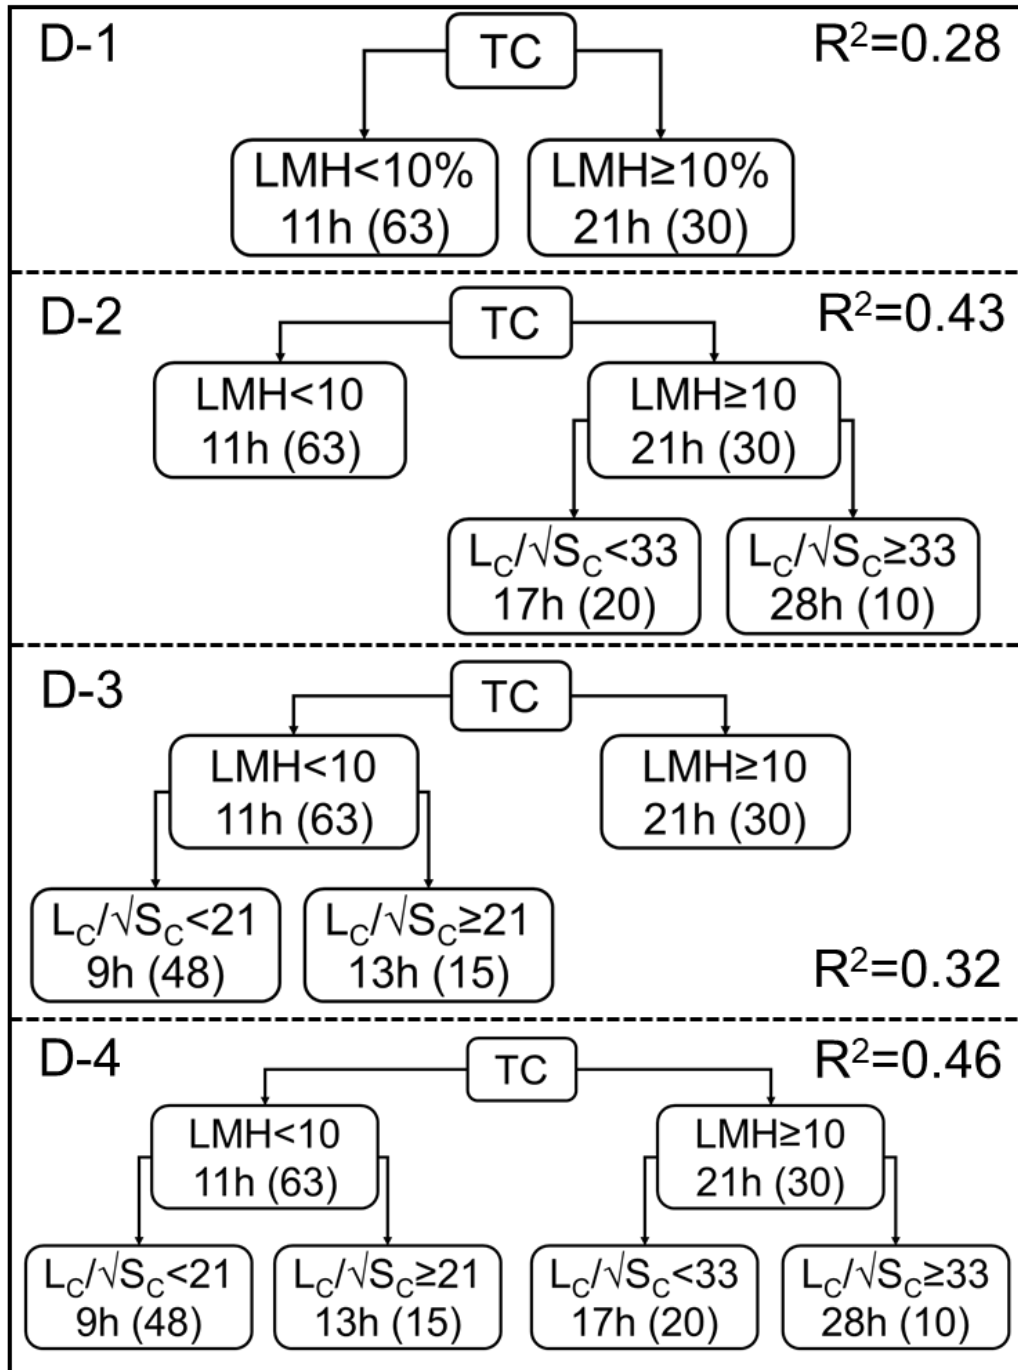 D-1
TC
R²=0.28
LMH<10%
11h (63)
LMH≥10%
21h (30)
D-2
TC
R²=0.43
LMH<10
11h (63)
LMH≥10
21h (30)
L_C/√S_C<33
17h (20)
L_C/√S_C≥33
28h (10)
D-3
TC
LMH<10
11h (63)
LMH≥10
21h (30)
L_C/√S_C<21
9h (48)
L_C/√S_C≥21
13h (15)
R²=0.32
D-4
TC
R²=0.46
LMH<10
11h (63)
LMH≥10
21h (30)
L_C/√S_C<21
9h (48)
L_C/√S_C≥21
13h (15)
L_C/√S_C<33
17h (20)
L_C/√S_C≥33
28h (10)